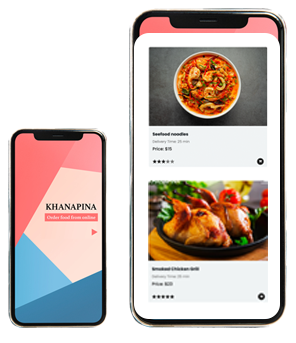 KHANAPINA
Order food from online
Seafood noodles
Delivery Time: 25 min
Price: $15
Smoked Chicken Grill
Delivery Time: 25 min
Price: $20